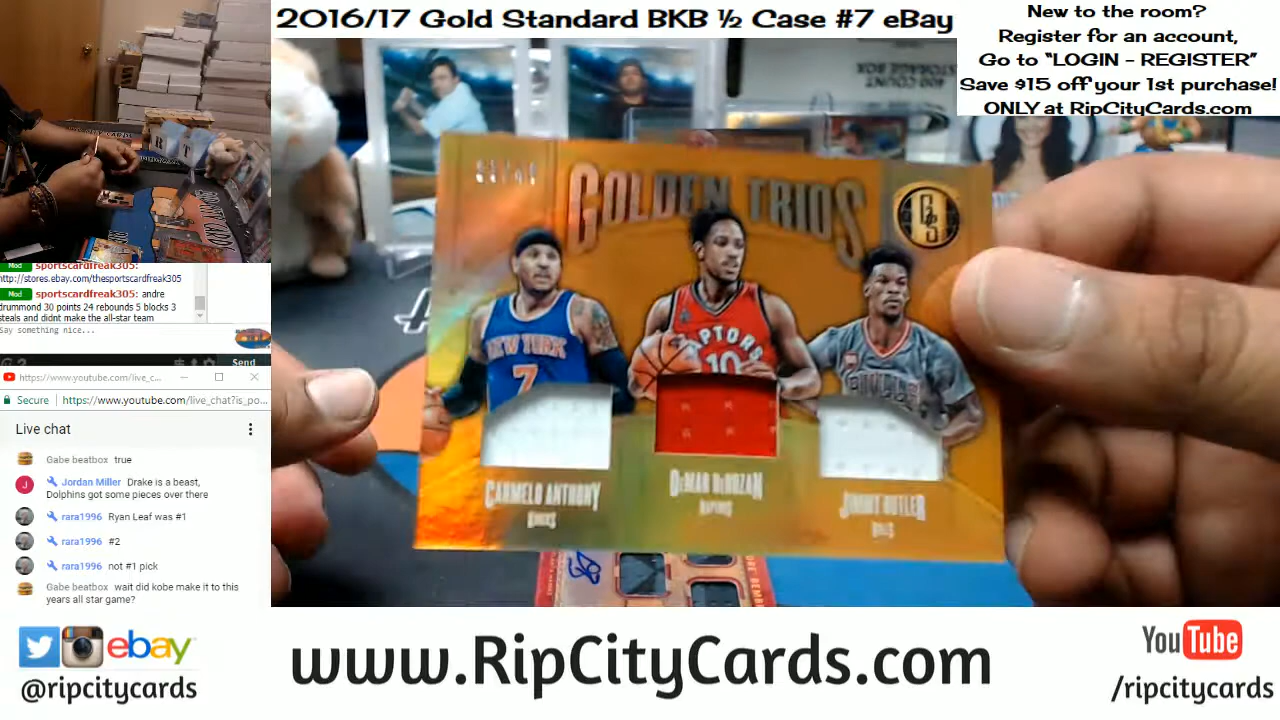 2016/17 Gold Standard BKB ½ Case #7 eBay
New to the room?
Register for an account,
Go to "LOGIN - REGISTER"
Save $15 off your 1st purchase!
ONLY at RipCityCards.com
GOLDEN TRIOS
GS
NEW YORK
7
RAPTORS
10
CARMELO ANTHONY
KNICKS
DEMAR DEROZAN
RAPTORS
JIMMY BUTLER
BULLS
Mod sportscardfreak305:
http://stores.ebay.com/thesportscardfreak305
Mod sportscardfreak305: andre
drummond 30 points 24 rebounds 5 blocks 3
steals and didnt make the all-star team
Say something nice...
Send
https://www.youtube.com/live_c...
Secure https://www.youtube.com/live_chat?is_po...
Live chat
Gabe beatbox true
J Jordan Miller Drake is a beast,
Dolphins got some pieces over there
rara1996 Ryan Leaf was #1
rara1996 #2
rara1996 not #1 pick
Gabe beatbox wait did kobe make it to this
years all star game?
ebay
@ripcitycards
www.RipCityCards.com
YouTube
/ripcitycards